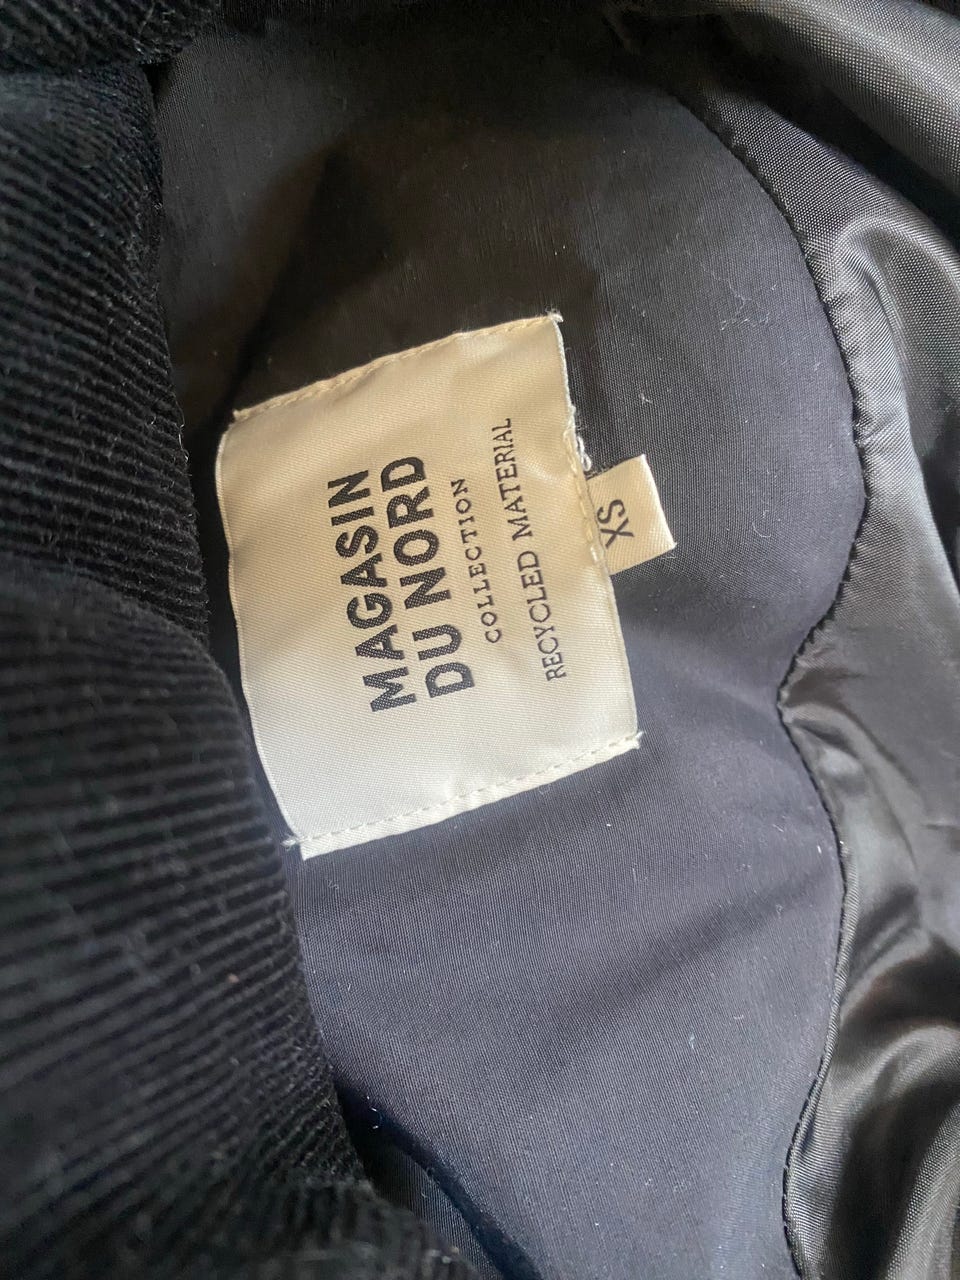 MAGASIN
DU NORD
COLLECTION
RECYCLED MATERIAL
XS